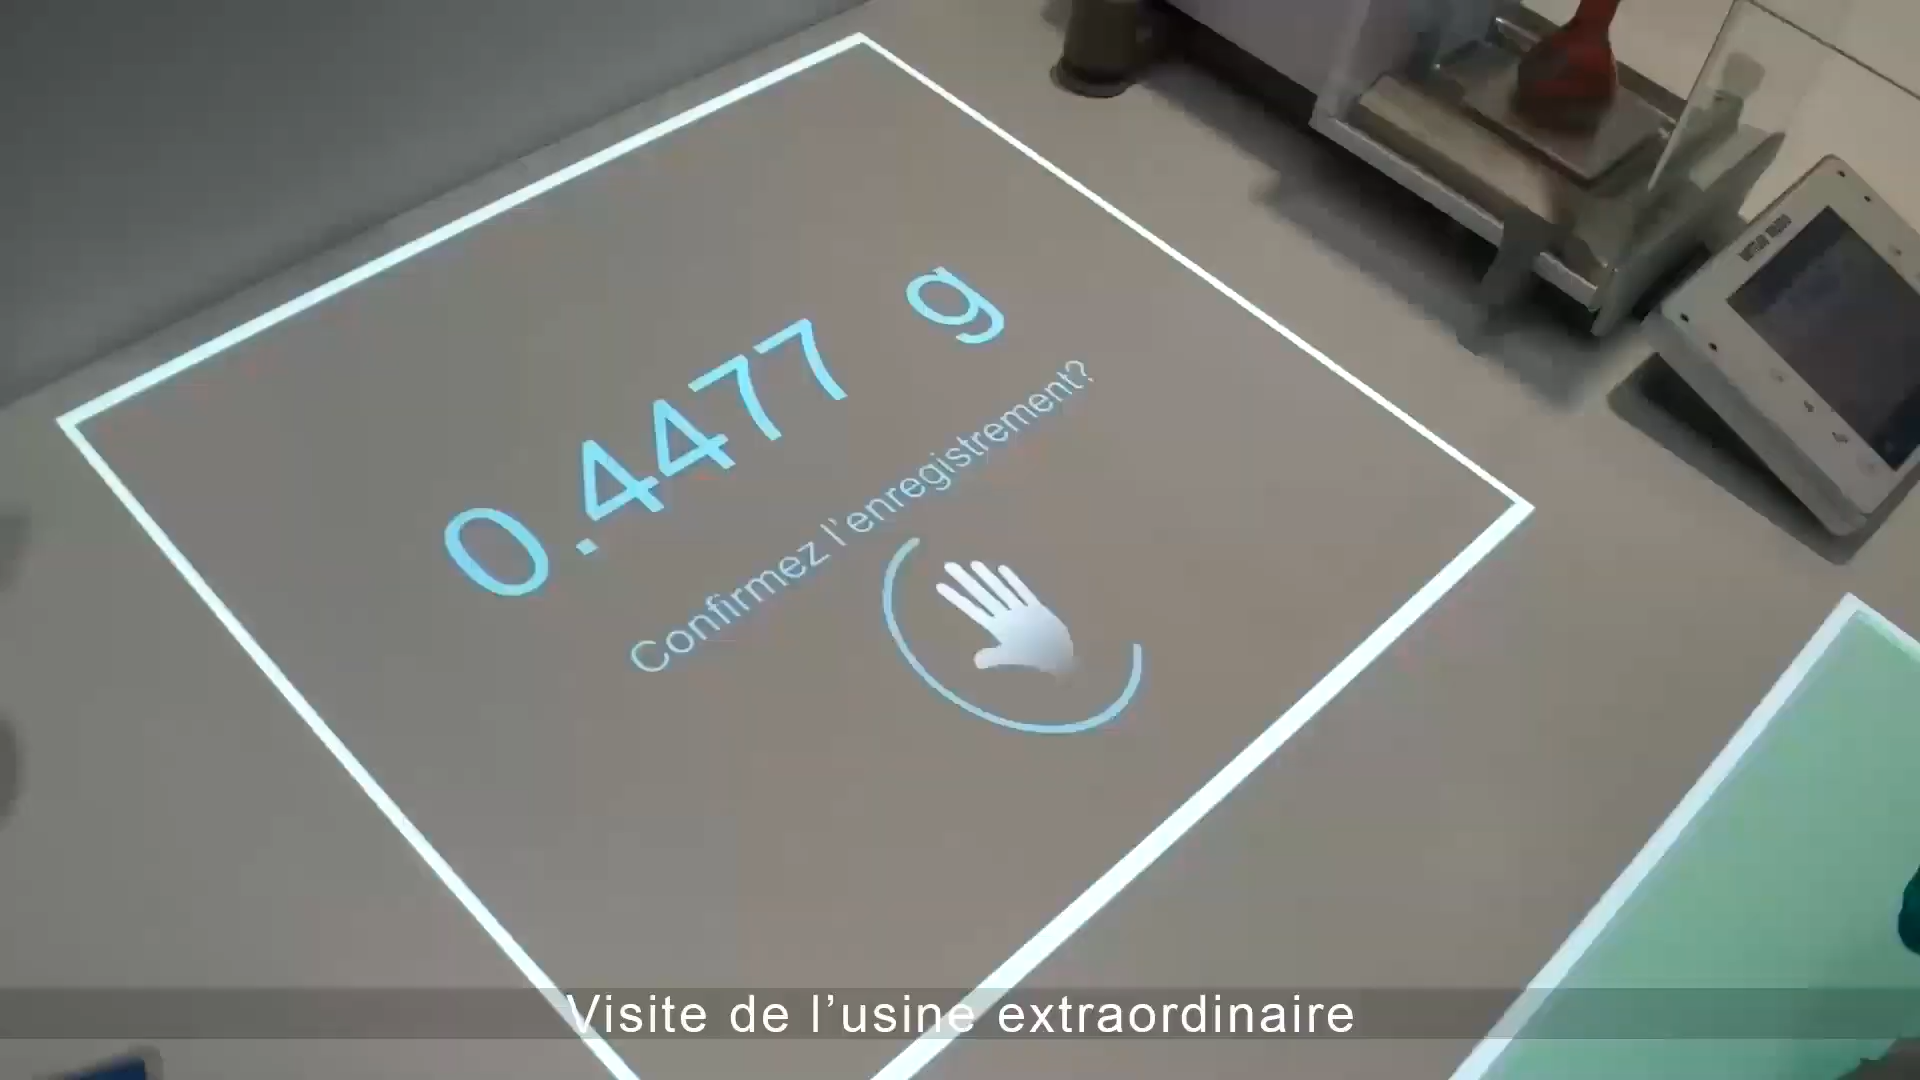 0.4477 g
Confirmez l'enregistrement?
Visite de l'usine extraordinaire